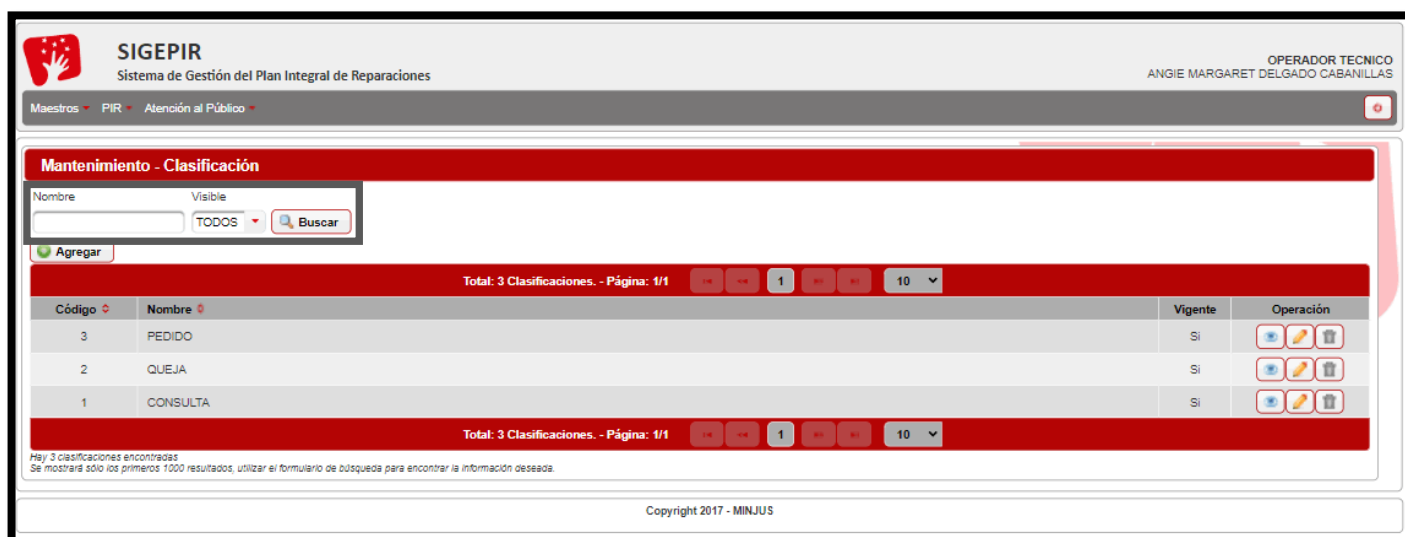 SIGEPIR
Sistema de Gestión del Plan Integral de Reparaciones
OPERADOR TECNICO
ANGIE MARGARET DELGADO CABANILLAS
Maestros PIR Atención al Público
Mantenimiento - Clasificación
Nombre Visible
TODOS Buscar
Agregar
Total: 3 Clasificaciones. - Página: 1/1 1 10
Código Nombre Vigente Operación
3 PEDIDO Si
2 QUEJA Si
1 CONSULTA Si
Total: 3 Clasificaciones. - Página: 1/1 1 10
Hay 3 clasificaciones encontradas
Se mostrará sólo los primeros 1000 resultados, utilizar el formulario de búsqueda para encontrar la información deseada.
Copyright 2017 - MINJUS